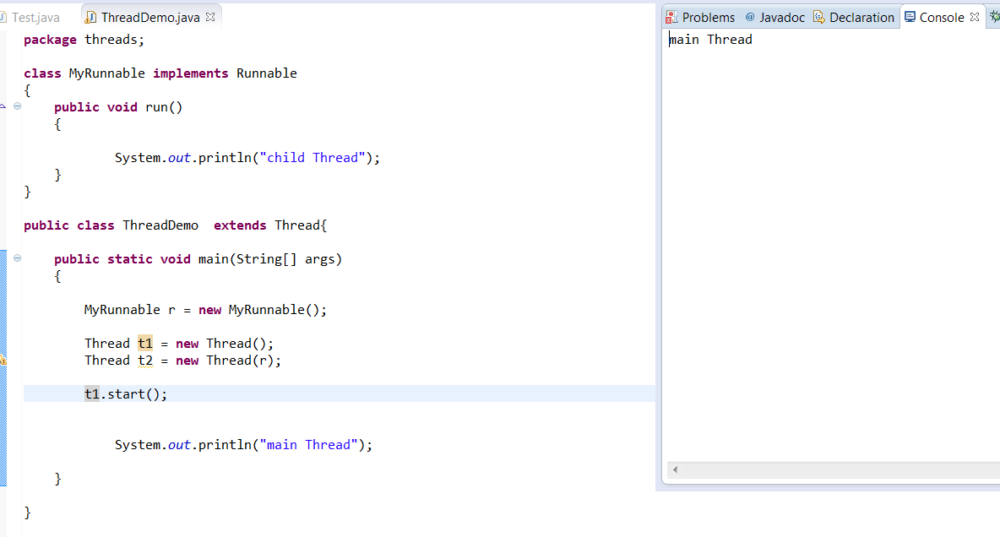 Test.java ThreadDemo.java
package threads;
class MyRunnable implements Runnable
{
public void run()
{
System.out.println("child Thread");
}
}
public class ThreadDemo  extends Thread{
public static void main(String[] args)
{
MyRunnable r = new MyRunnable();
Thread t1 = new Thread();
Thread t2 = new Thread(r);
t1.start();
System.out.println("main Thread");
}
}
Problems @ Javadoc Declaration Console
main Thread